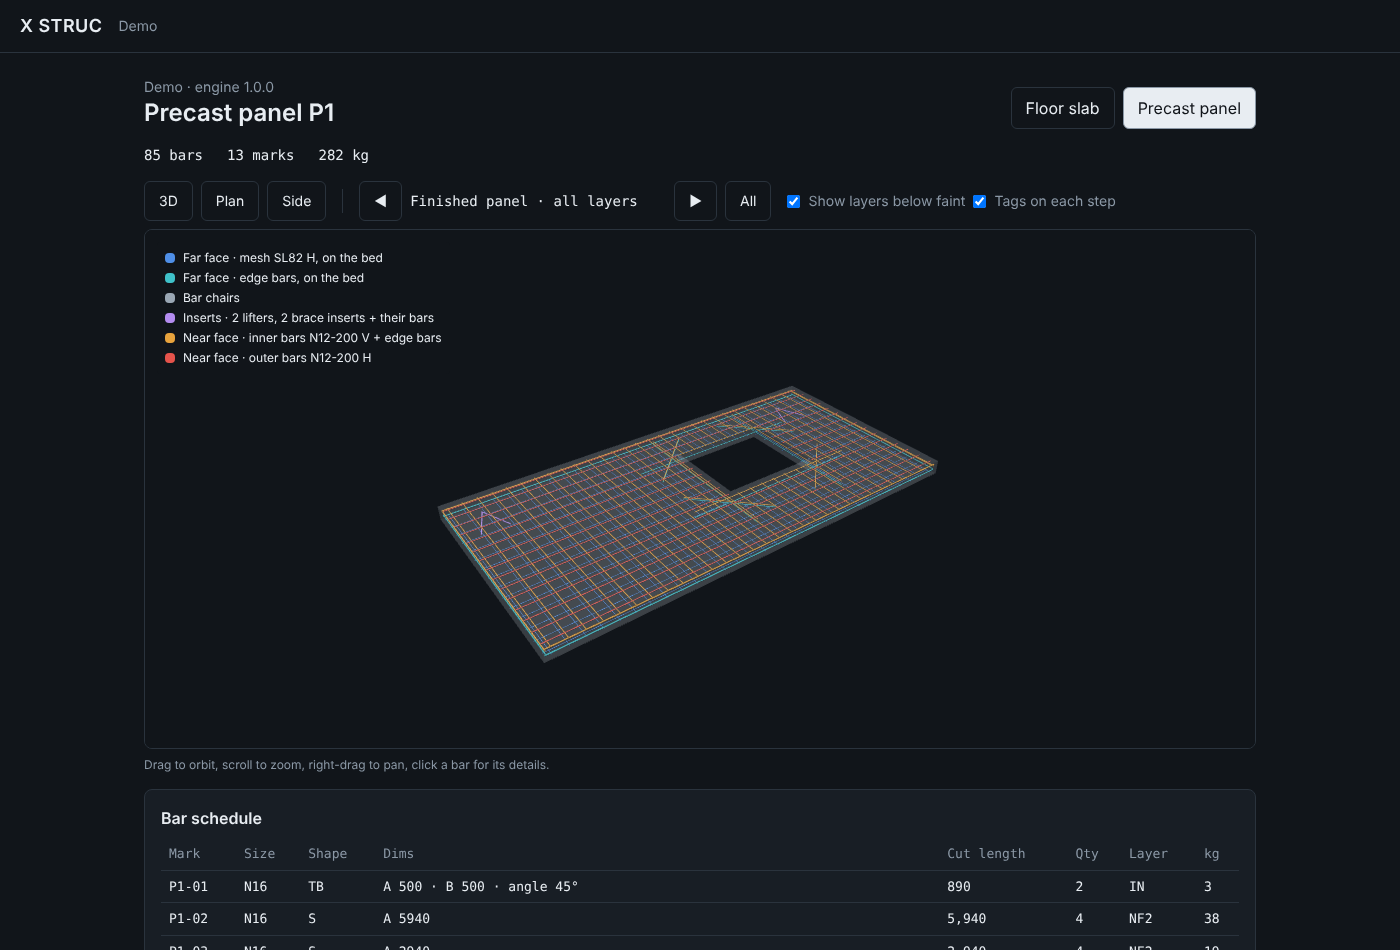 X STRUC Demo
Demo · engine 1.0.0
Precast panel P1
Floor slab Precast panel
85 bars 13 marks 282 kg
3D Plan Side ◀ Finished panel · all layers ▶ All Show layers below faint Tags on each step
Far face · mesh SL82 H, on the bed
Far face · edge bars, on the bed
Bar chairs
Inserts · 2 lifters, 2 brace inserts + their bars
Near face · inner bars N12-200 V + edge bars
Near face · outer bars N12-200 H
Drag to orbit, scroll to zoom, right-drag to pan, click a bar for its details.
Bar schedule
Mark Size Shape Dims Cut length Qty Layer kg
P1-01 N16 TB A 500 · B 500 · angle 45° 890 2 IN 3
P1-02 N16 S A 5940 5,940 4 NF2 38